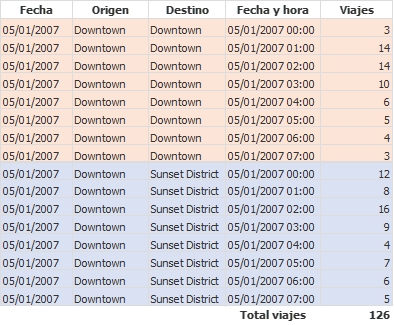 Fecha Origen Destino Fecha y hora Viajes
05/01/2007 Downtown Downtown 05/01/2007 00:00 3
05/01/2007 Downtown Downtown 05/01/2007 01:00 14
05/01/2007 Downtown Downtown 05/01/2007 02:00 14
05/01/2007 Downtown Downtown 05/01/2007 03:00 10
05/01/2007 Downtown Downtown 05/01/2007 04:00 6
05/01/2007 Downtown Downtown 05/01/2007 05:00 5
05/01/2007 Downtown Downtown 05/01/2007 06:00 4
05/01/2007 Downtown Downtown 05/01/2007 07:00 3
05/01/2007 Downtown Sunset District 05/01/2007 00:00 12
05/01/2007 Downtown Sunset District 05/01/2007 01:00 8
05/01/2007 Downtown Sunset District 05/01/2007 02:00 16
05/01/2007 Downtown Sunset District 05/01/2007 03:00 9
05/01/2007 Downtown Sunset District 05/01/2007 04:00 4
05/01/2007 Downtown Sunset District 05/01/2007 05:00 7
05/01/2007 Downtown Sunset District 05/01/2007 06:00 6
05/01/2007 Downtown Sunset District 05/01/2007 07:00 5
Total viajes 126